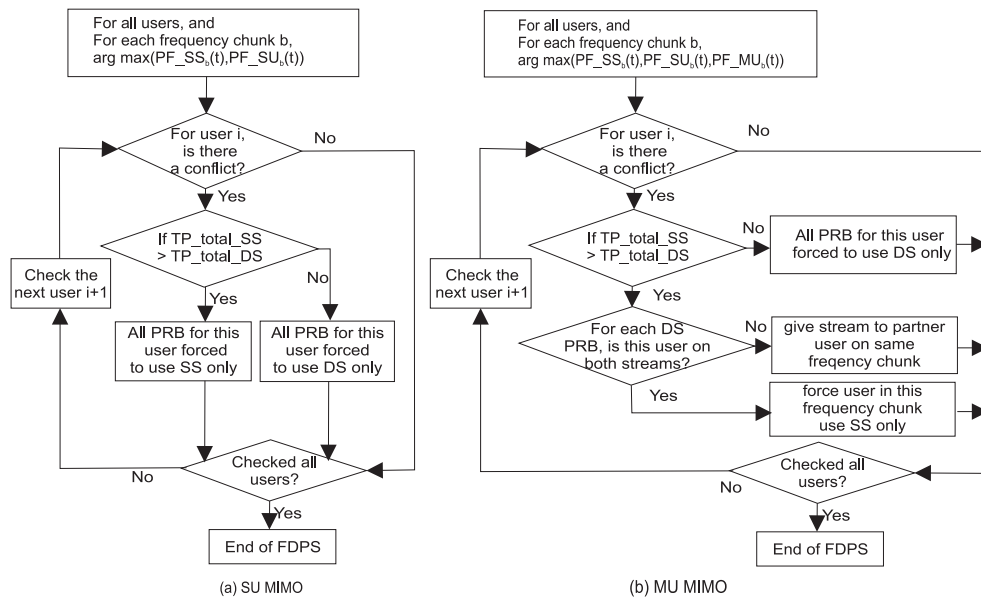 For all users, and
For each frequency chunk b,
arg max(PF_SS_b(t),PF_SU_b(t))
For user i,
is there
a conflict?
No
Yes
If TP_total_SS
> TP_total_DS
No
Yes
Check the
next user i+1
All PRB for this
user forced
to use SS only
All PRB for this
user forced
to use DS only
Checked all
users?
No
Yes
End of FDPS
(a) SU MIMO
For all users, and
For each frequency chunk b,
arg max(PF_SS_b(t),PF_SU_b(t),PF_MU_b(t))
For user i,
is there
a conflict?
No
Yes
If TP_total_SS
> TP_total_DS
No
All PRB for this user
forced to use DS only
Yes
Check the
next user i+1
For each DS
PRB, is this user on
both streams?
No
give stream to partner
user on same
freqency chunk
Yes
force user in this
frequency chunk
use SS only
Checked all
users?
No
Yes
End of FDPS
(b) MU MIMO